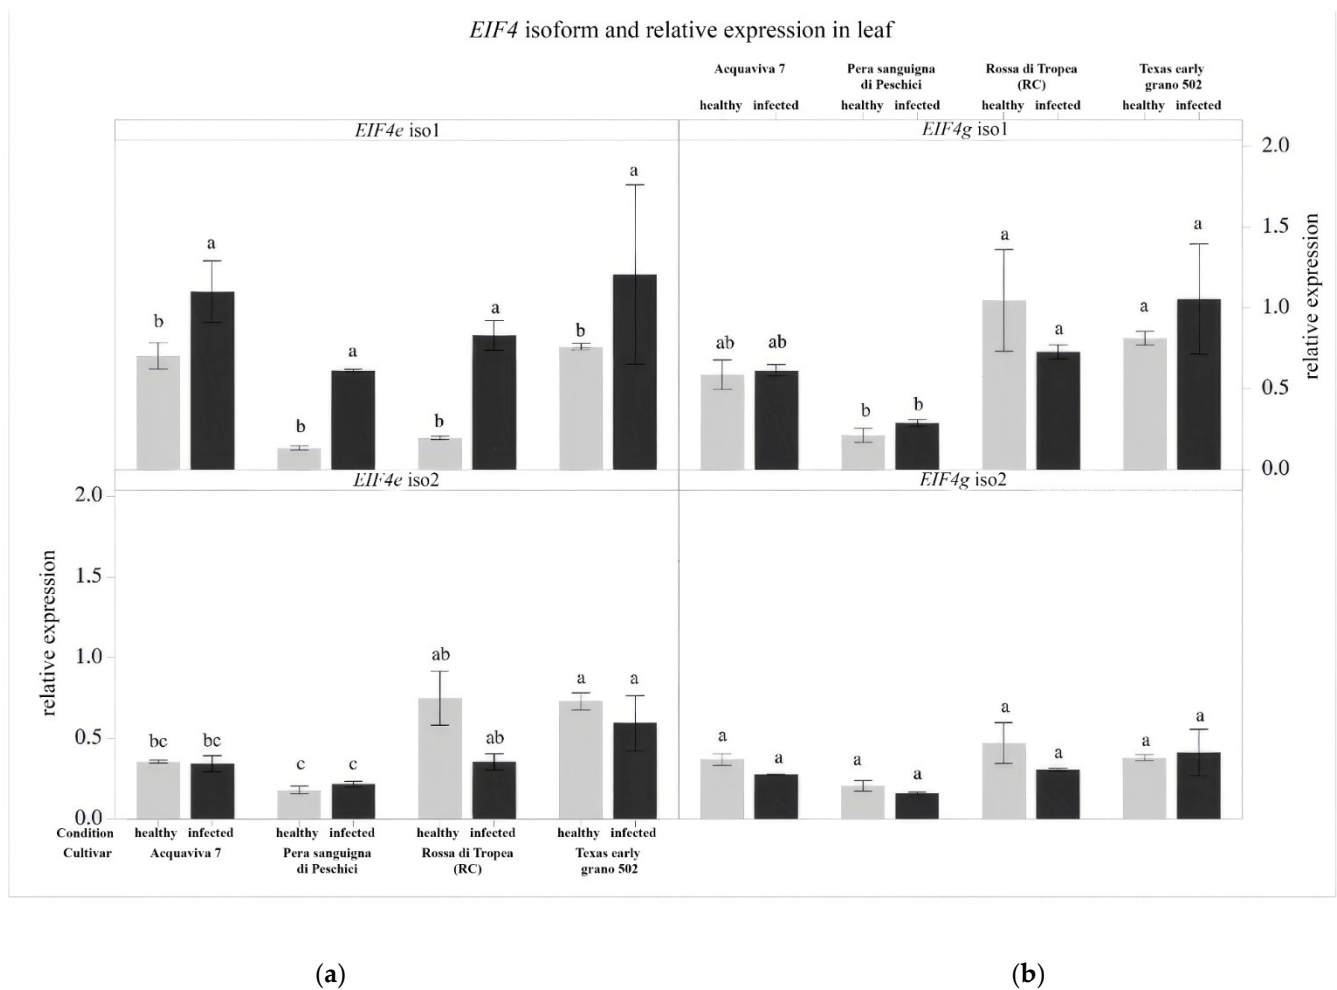 EIF4 isoform and relative expression in leaf
Acquaviva 7 Pera sanguigna Rossa di Tropea Texas early
di Peschici (RC) grano 502
healthy infected healthy infected healthy infected healthy infected
EIF4e iso1 EIF4g iso1
2.0
1.5
1.0
0.5
0.0
relative expression
b a b a b a b a
ab ab b b a a a a
EIF4e iso2 EIF4g iso2
2.0
1.5
1.0
0.5
0.0
relative expression
bc bc c c ab ab a a
a a a a a a a a
Condition healthy infected healthy infected healthy infected healthy infected
Cultivar Acquaviva 7 Pera sanguigna Rossa di Tropea Texas early
di Peschici (RC) grano 502
(a) (b)